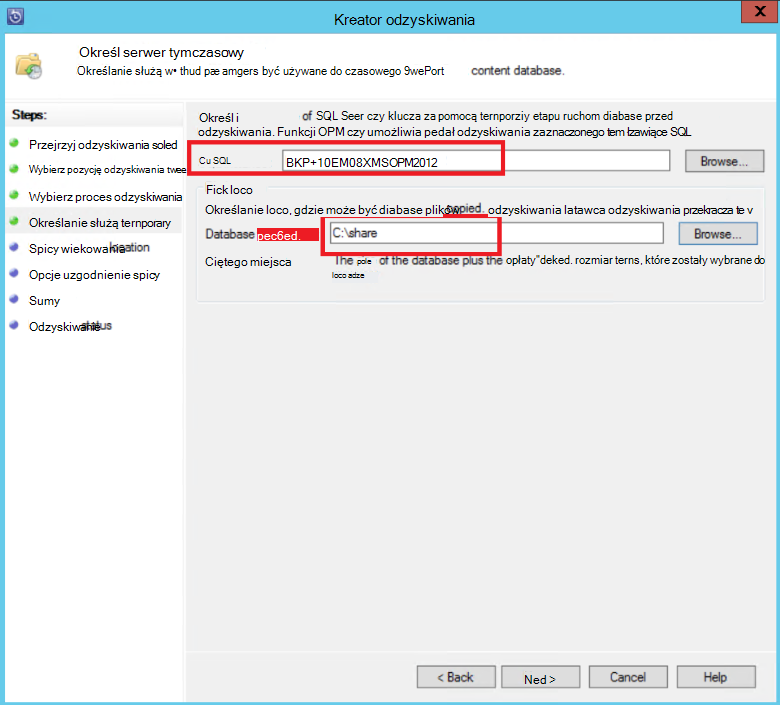 Kreator odzyskiwania
Określ serwer tymczasowy
Określanie służą w• thud pæ amgers być używane do czasowego 9wePort content database.
Steps:
Przejrzyj odzyskiwania soled
Wybierz pozycję odzyskiwania twee
Wybierz proces odzyskiwania
Określanie służą ternporary
Spicy wiekowania location
Opcje uzgodnienie spicy
Sumy
Odzyskiwanie status
Określ i of SQL Seer czy klucza za pomocą ternporziy etapu ruchom diabase przed
odzyskiwania. Funkcji OPM czy umożliwia pedał odzyskiwania zaznaczonego tem łzawiące SQL
Cu SQL BKP+10EM08XMSOPM2012 Browse...
Fick loco
Określanie loco, gdzie może być diabase plików. copied. odzyskiwania latawca odzyskiwania przekracza te v
Database pec6ed. C:\share Browse...
Ciętego miejsca The pole of the database plus the opłaty"deked. rozmiar terns, które zostały wybrane do
loco adze
< Back Ned > Cancel Help